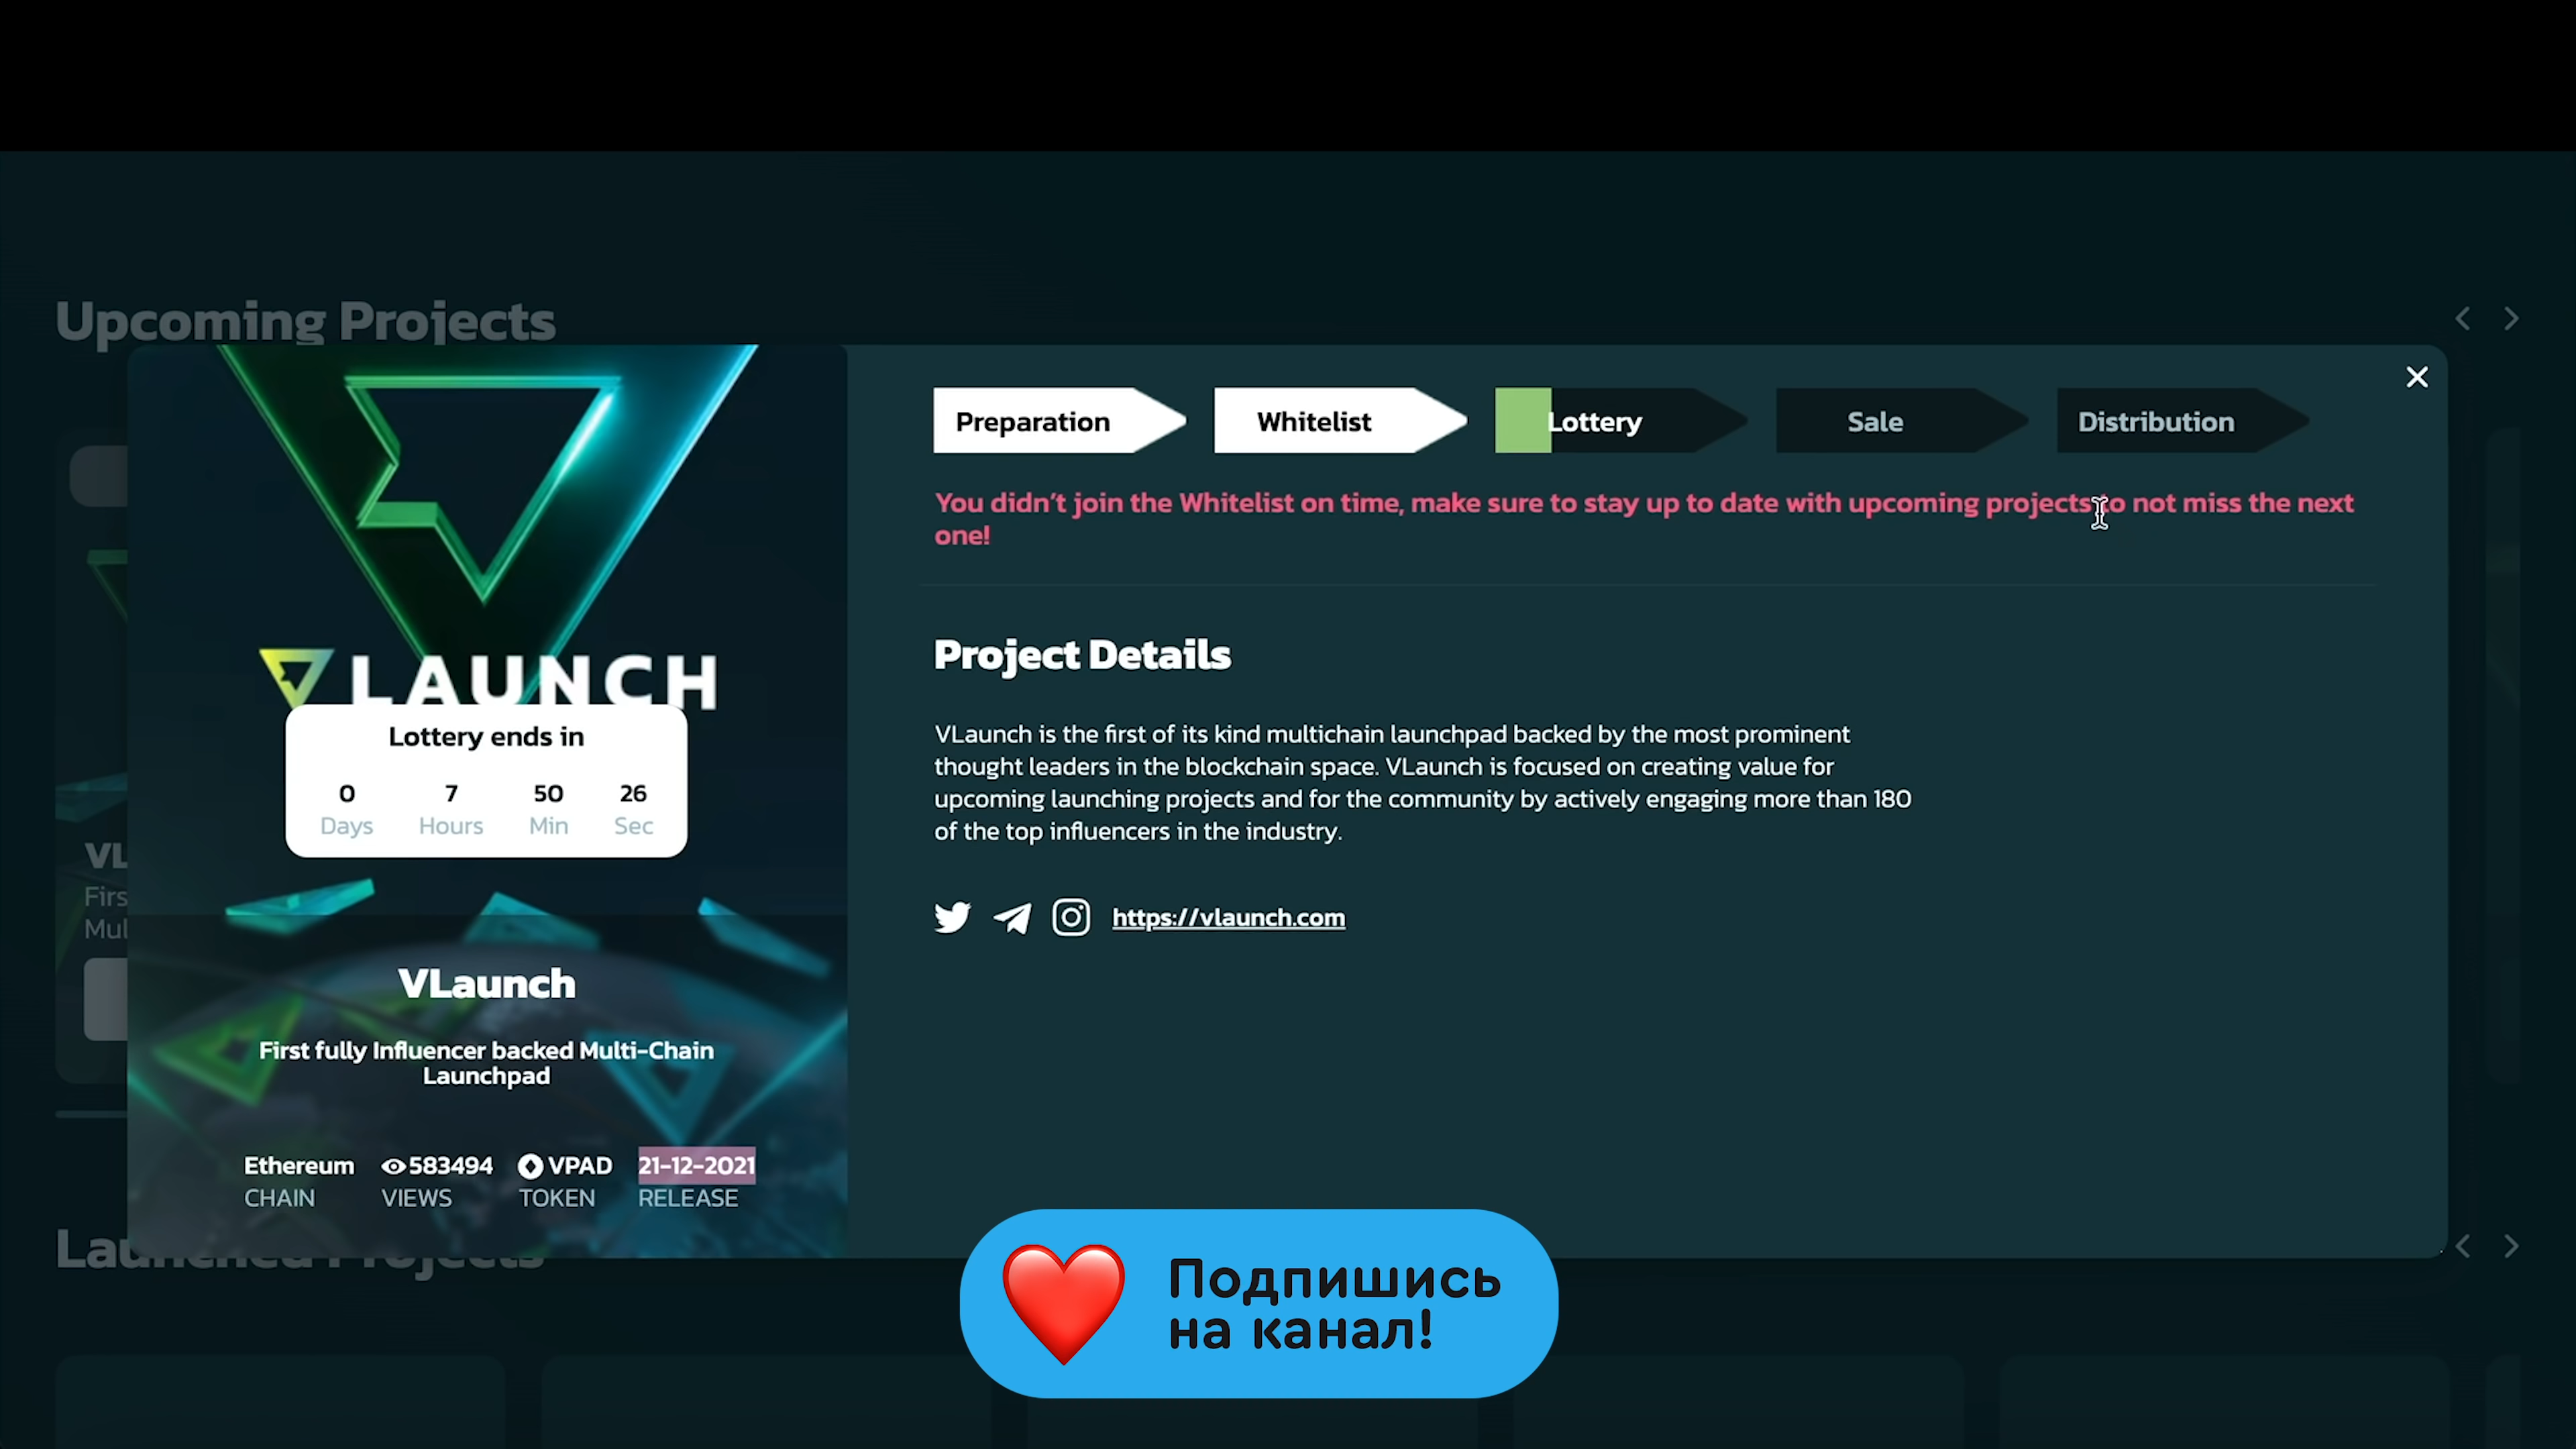 Upcoming Projects
Preparation
Whitelist
Lottery
Sale
Distribution
You didn't join the Whitelist on time, make sure to stay up to date with upcoming projects to not miss the next
one!
LAUNCH
Lottery ends in
0 7 50 26
Days Hours Min Sec
Project Details
VLaunch is the first of its kind multichain launchpad backed by the most prominent
thought leaders in the blockchain space. VLaunch is focused on creating value for
upcoming launching projects and for the community by actively engaging more than 180
of the top influencers in the industry.
https://vlaunch.com
VL
Firs
Mul
VLaunch
First fully Influencer backed Multi-Chain
Launchpad
Ethereum 583494 VPAD 21-12-2021
CHAIN VIEWS TOKEN RELEASE
Launched Projects
Подпишись
на канал!